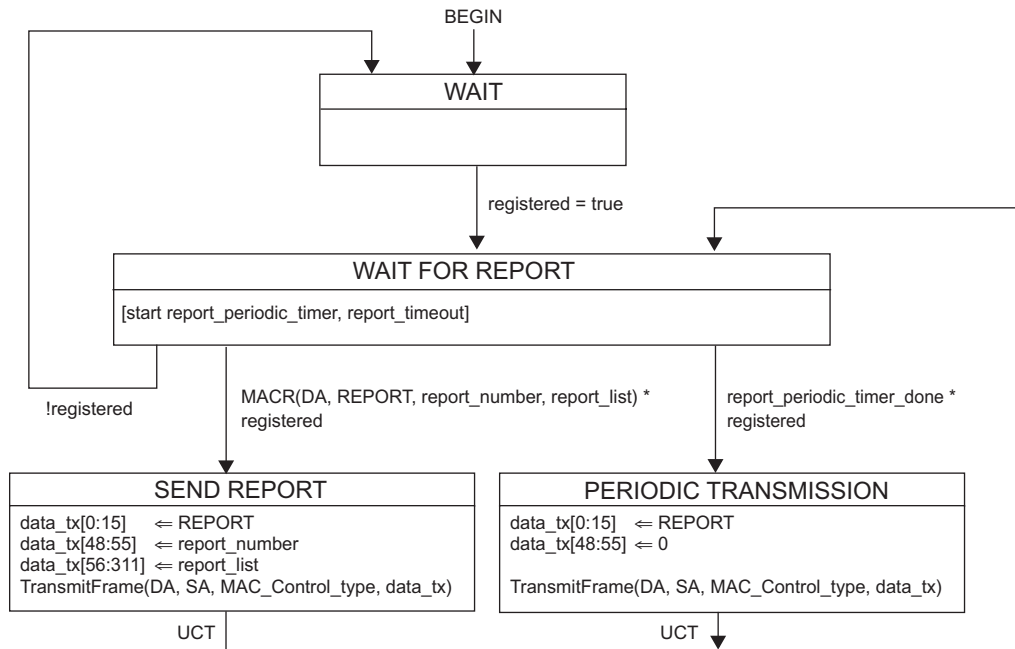 BEGIN
WAIT
registered = true
WAIT FOR REPORT
[start report_periodic_timer, report_timeout]
!registered
MACR(DA, REPORT, report_number, report_list) *
registered
report_periodic_timer_done *
registered
SEND REPORT
data_tx[0:15] ⇐ REPORT
data_tx[48:55] ⇐ report_number
data_tx[56:311] ⇐ report_list
TransmitFrame(DA, SA, MAC_Control_type, data_tx)
PERIODIC TRANSMISSION
data_tx[0:15] ⇐ REPORT
data_tx[48:55] ⇐ 0
TransmitFrame(DA, SA, MAC_Control_type, data_tx)
UCT
UCT